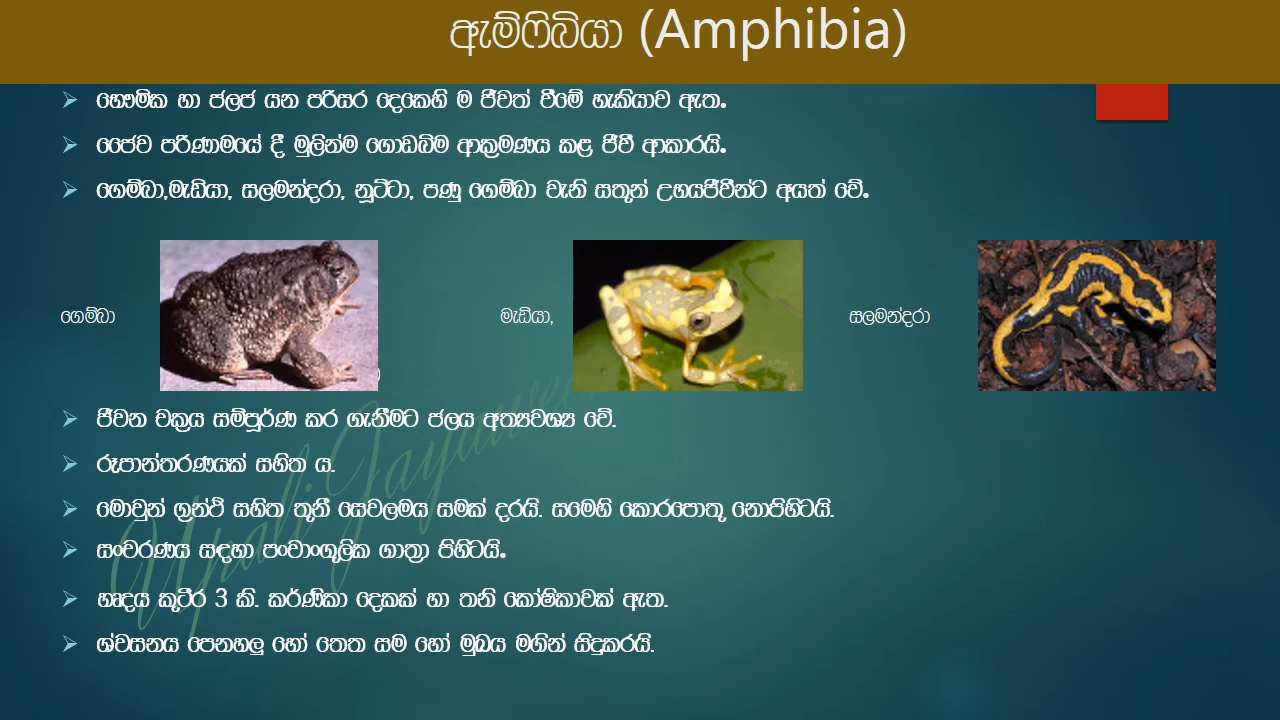 ඇම්ෆිබියා (Amphibia)
භෞමික හා ජලජ යන පරිසර දෙකෙහි ම ජීවත් වීමේ හැකියාව ඇත.
ජෛව පරිණාමයේ දී මුලින්ම ගොඩබිම ආක්‍රමණය කළ ජීවී ආකාරයි.
ගෙම්බා,මැඩියා, සලමන්දරා, නූට්ටා, පණු ගෙම්බා වැනි සතුන් උභයජීවීන්ට අයත් වේ.
ගෙම්බා මැඩියා, සලමන්දරා
ජීවන චක්‍රය සම්පූර්ණ කර ගැනීමට ජලය අත්‍යවශ්‍ය වේ.
රූපාන්තරණයක් සහිත ය.
මොවුන් ග්‍රන්ථි සහිත තුනී සෙවලමය සමක් දරයි. සමෙහි කොරපොතු නොපිහිටයි.
සංචරණය සඳහා පංචාංගුලික ගාත්‍රා පිහිටයි.
හෘදය කුටීර 3 කි. කර්ණිකා දෙකක් හා තනි කෝෂිකාවක් ඇත.
ශ්වසනය පෙනහලු හෝ තෙත සම හෝ මුඛය මගින් සිදුකරයි.